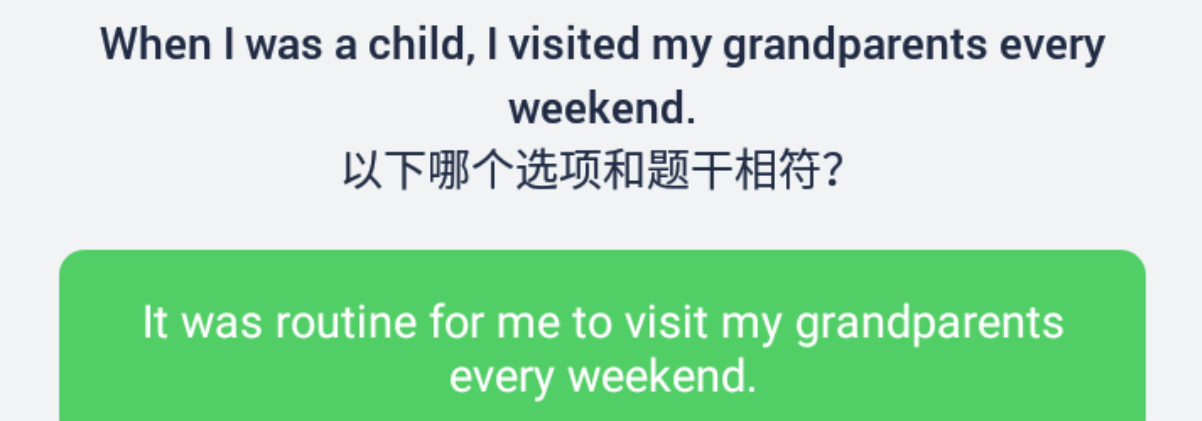 When I was a child, I visited my grandparents every
weekend.
以下哪个选项和题干相符?
It was routine for me to visit my grandparents
every weekend.